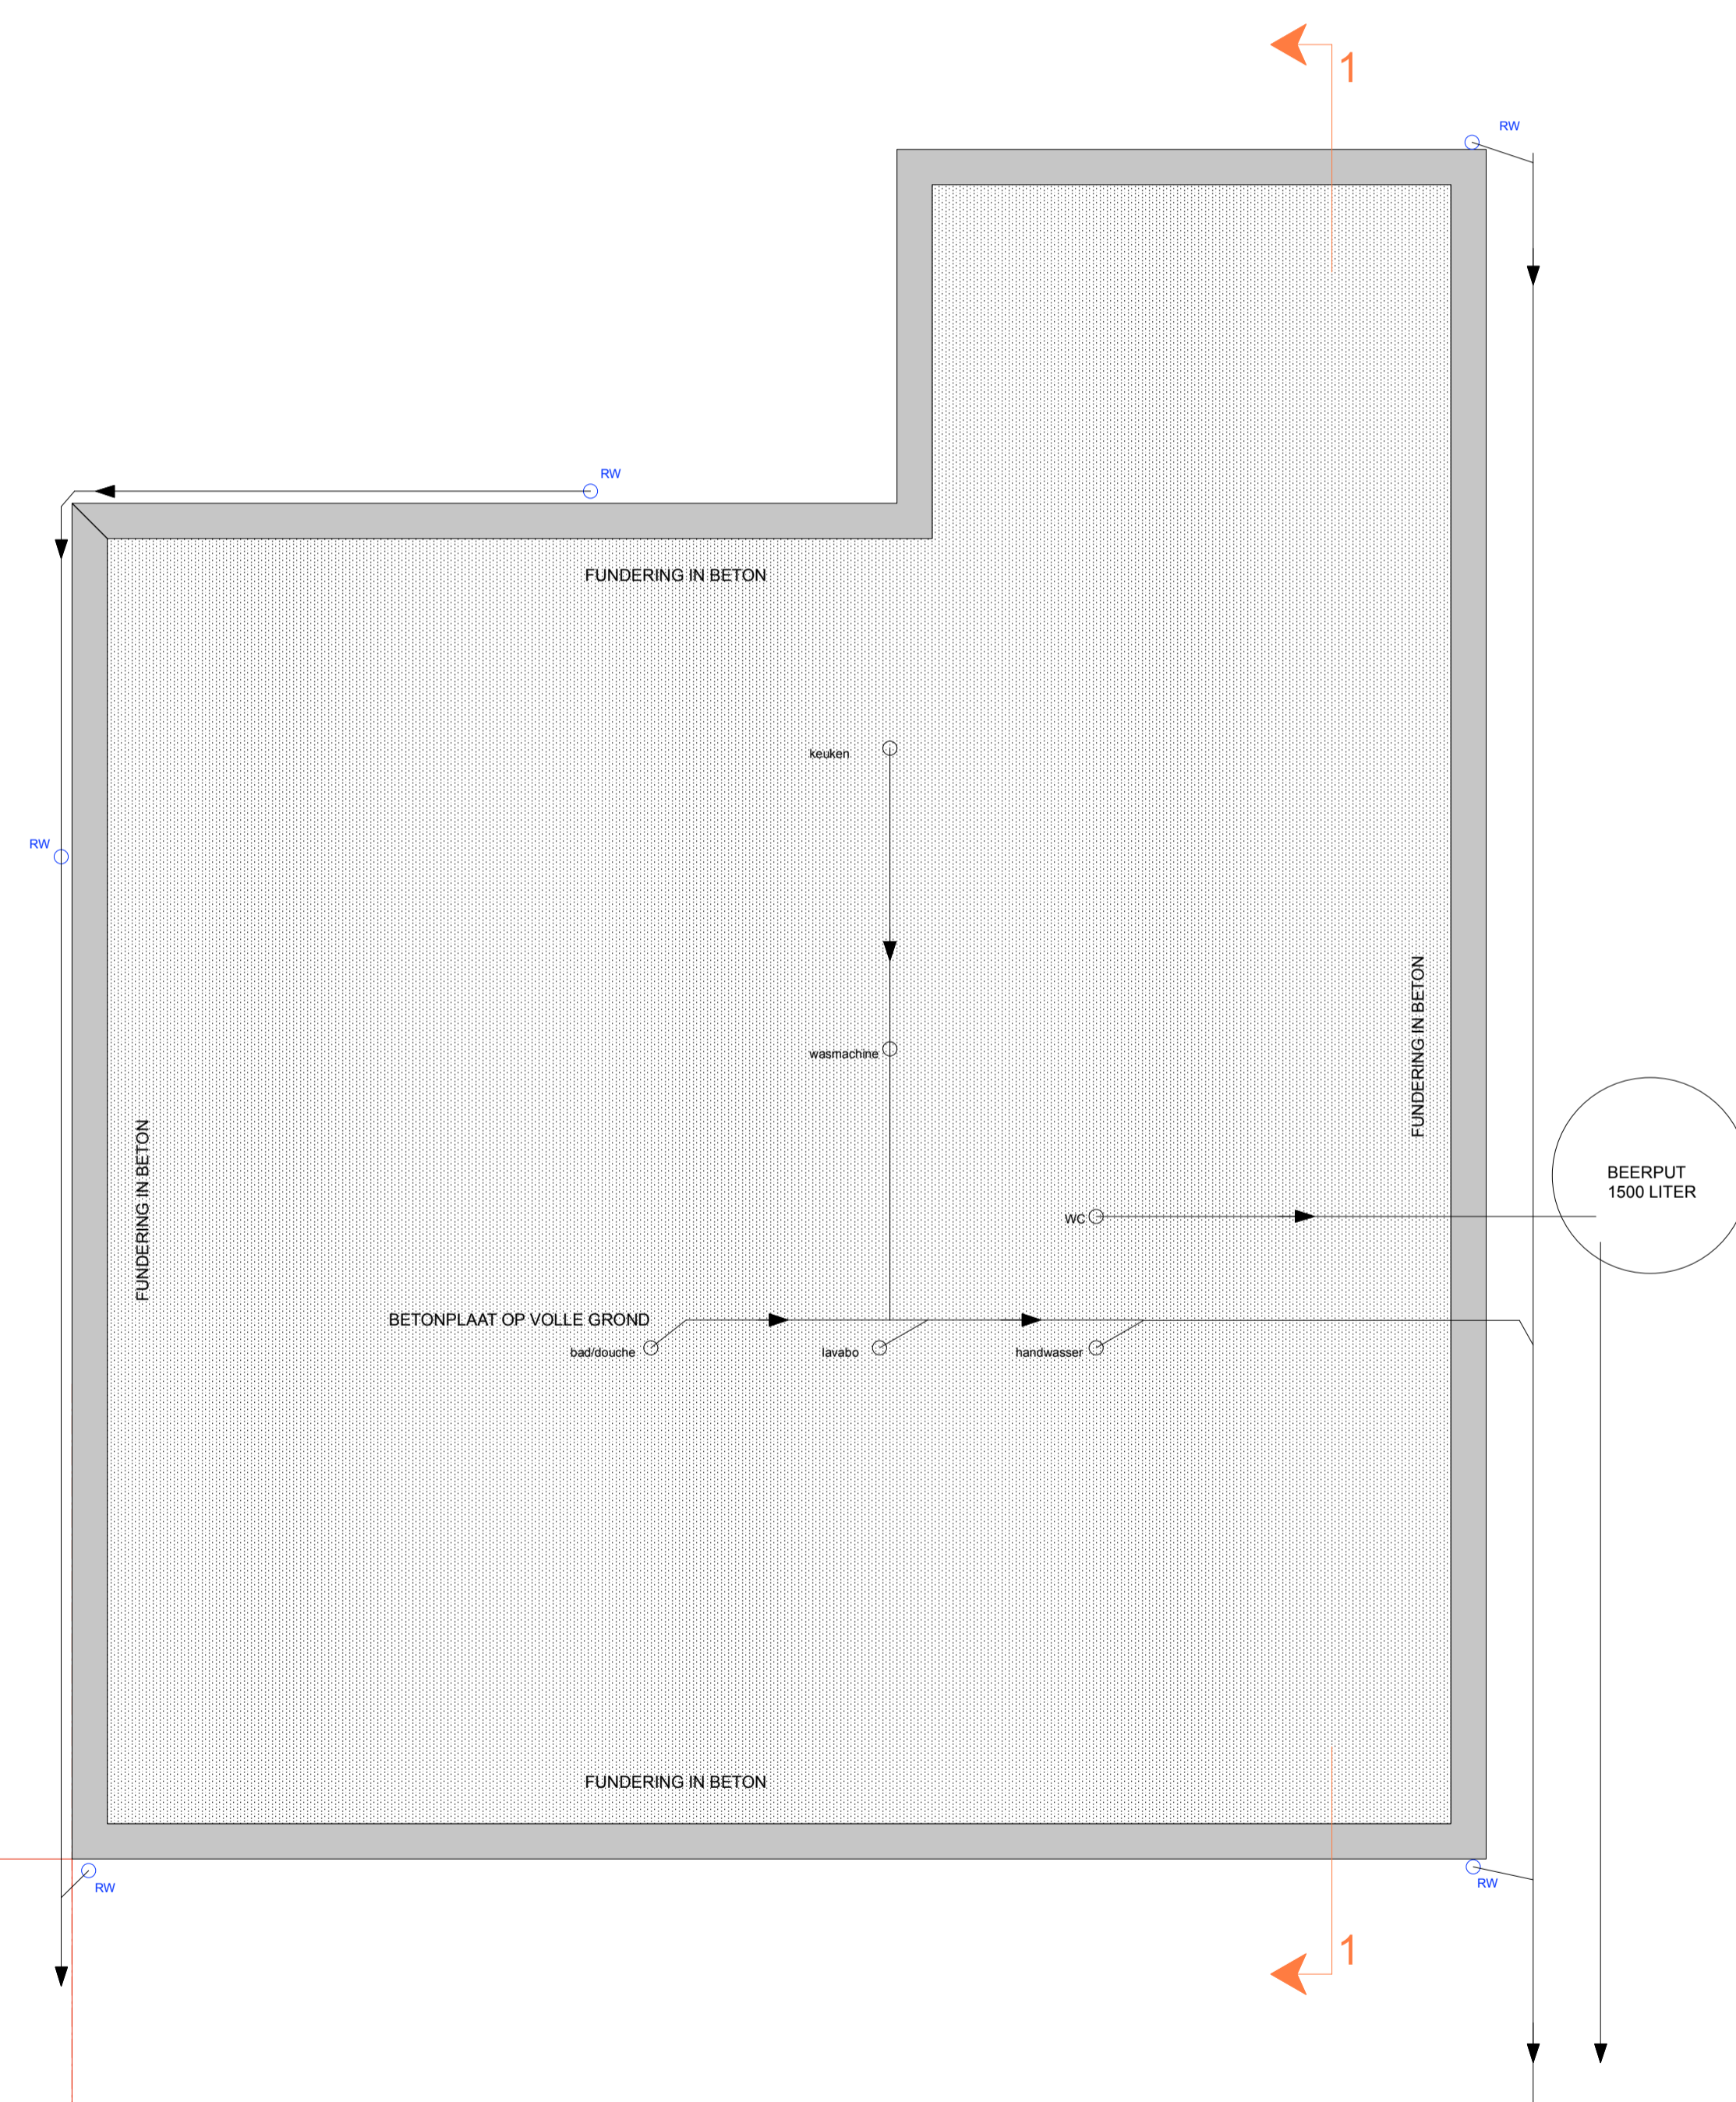 1
RW
RW
FUNDERING IN BETON
keuken
RW
FUNDERING IN BETON
wasmachine
FUNDERING IN BETON
BEERPUT
1500 LITER
WC
BETONPLAAT OP VOLLE GROND
bad/douche
lavabo
handwasser
FUNDERING IN BETON
RW
RW
1